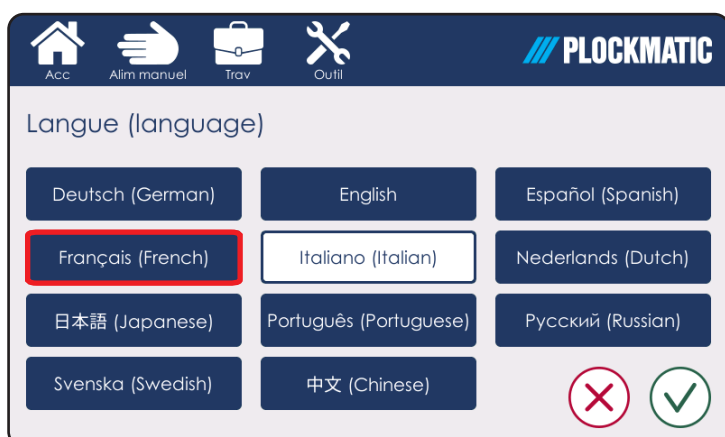 Acc
Alim manuel
Trav
Outil
PLOCKMATIC
Langue (language)
Deutsch (German)
English
Español (Spanish)
Français (French)
Italiano (Italian)
Nederlands (Dutch)
日本語 (Japanese)
Português (Portuguese)
Русский (Russian)
Svenska (Swedish)
中文 (Chinese)